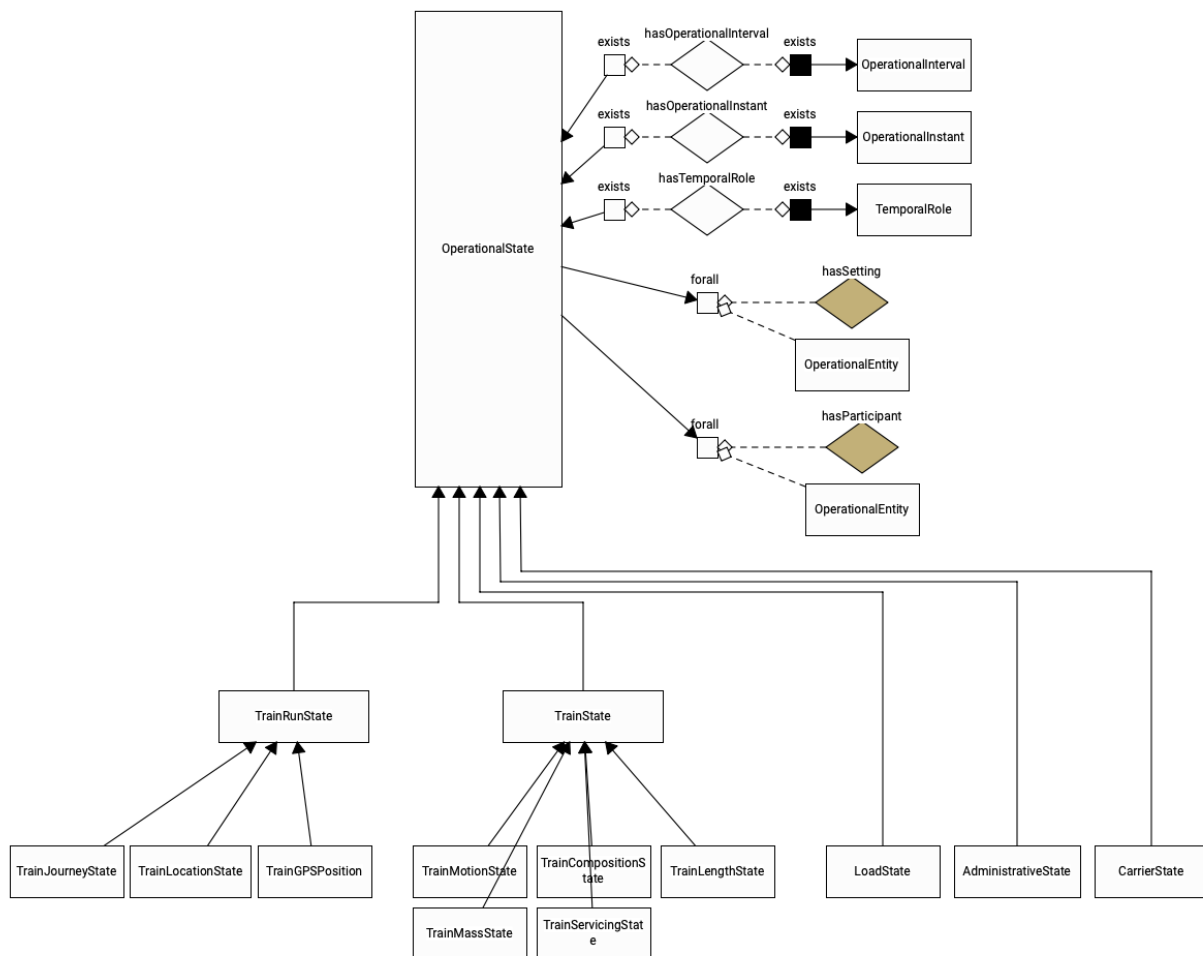 hasOperationalInterval
exists
exists
OperationalInterval
hasOperationalInstant
exists
exists
OperationalInstant
hasTemporalRole
exists
exists
TemporalRole
OperationalState
hasSetting
forall
OperationalEntity
hasParticipant
forall
OperationalEntity
TrainRunState
TrainState
TrainJourneyState
TrainLocationState
TrainGPSPosition
TrainMotionState
TrainCompositionS
tate
TrainLengthState
LoadState
AdministrativeState
CarrierState
TrainMassState
TrainServicingStat
e